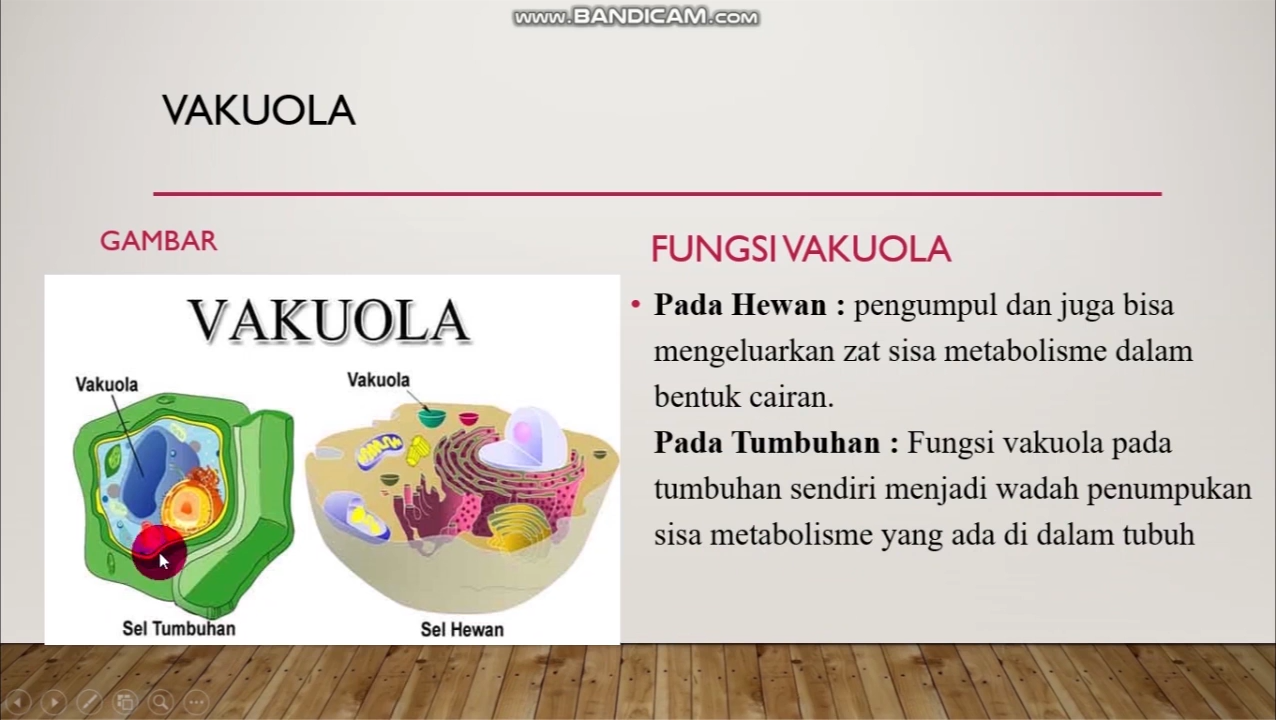 www.BANDICAM.com
VAKUOLA
GAMBAR
VAKUOLA
Vakuola
Vakuola
Sel Tumbuhan
Sel Hewan
FUNGSI VAKUOLA
• Pada Hewan : pengumpul dan juga bisa
mengeluarkan zat sisa metabolisme dalam
bentuk cairan.
Pada Tumbuhan : Fungsi vakuola pada
tumbuhan sendiri menjadi wadah penumpukan
sisa metabolisme yang ada di dalam tubuh